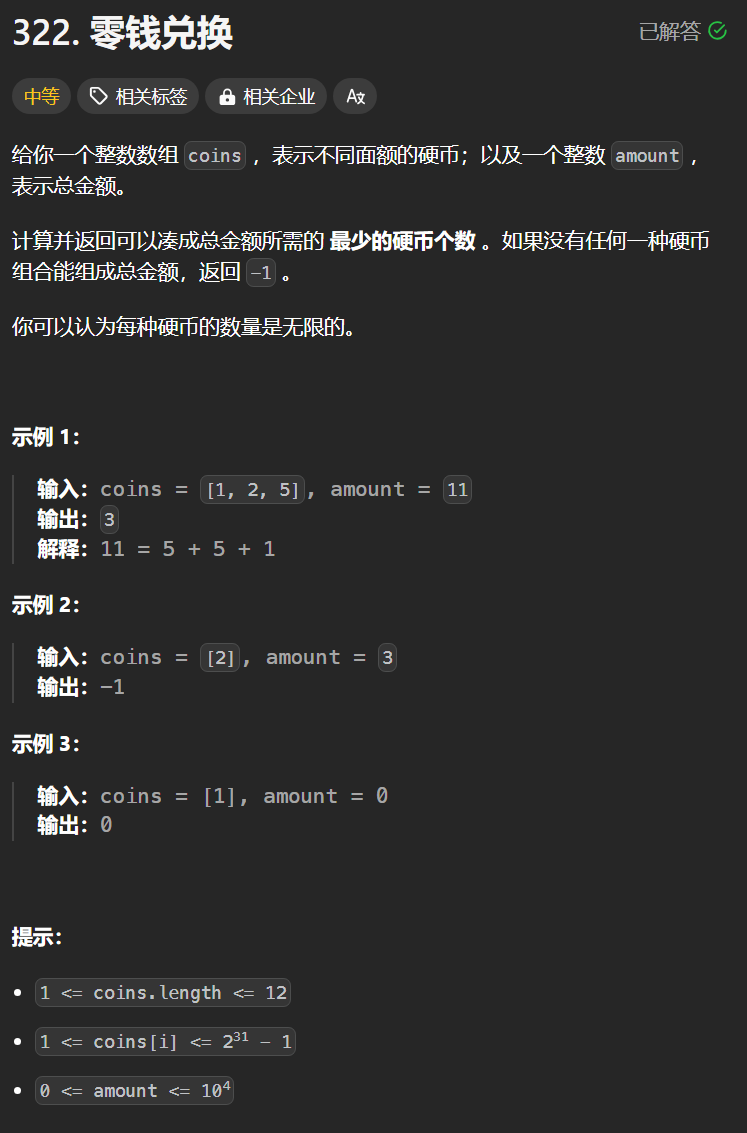 322. 零钱兑换
已解答
中等 相关标签 相关企业 A文
给你一个整数数组 coins ，表示不同面额的硬币；以及一个整数 amount ，
表示总金额。
计算并返回可以凑成总金额所需的 最少的硬币个数 。如果没有任何一种硬币
组合能组成总金额，返回 -1 。
你可以认为每种硬币的数量是无限的。
示例 1：
输入：coins = [1, 2, 5], amount = 11
输出：3
解释：11 = 5 + 5 + 1
示例 2：
输入：coins = [2], amount = 3
输出：-1
示例 3：
输入：coins = [1], amount = 0
输出：0
提示：
• 1 <= coins.length <= 12
• 1 <= coins[i] <= 2³¹ - 1
• 0 <= amount <= 10⁴